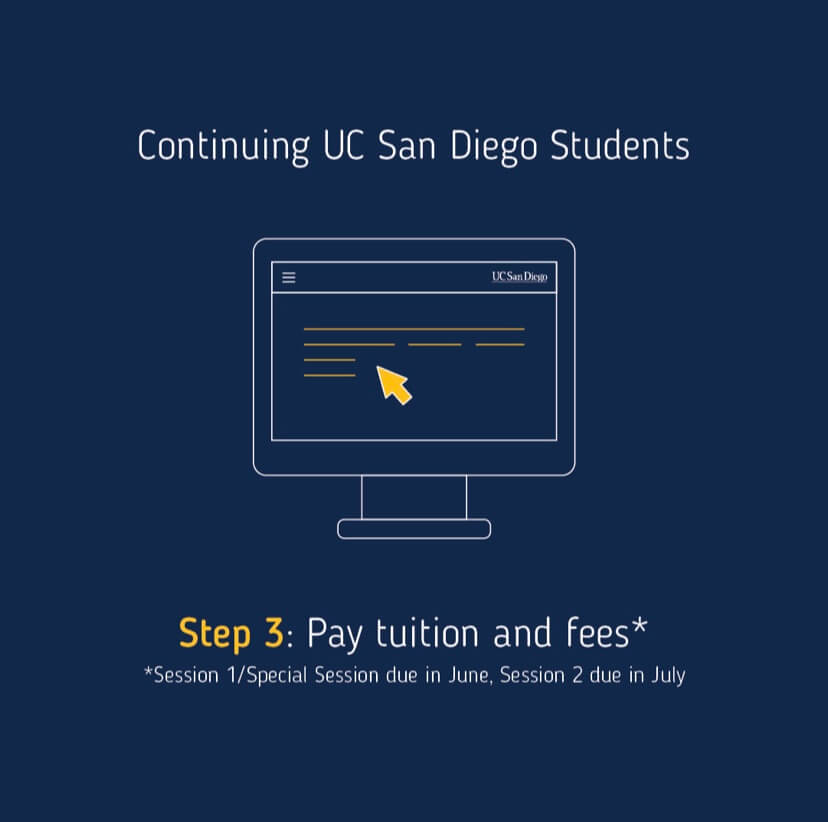 Continuing UC San Diego Students
UC San Diego
Step 3: Pay tuition and fees*
*Session 1/Special Session due in June, Session 2 due in July